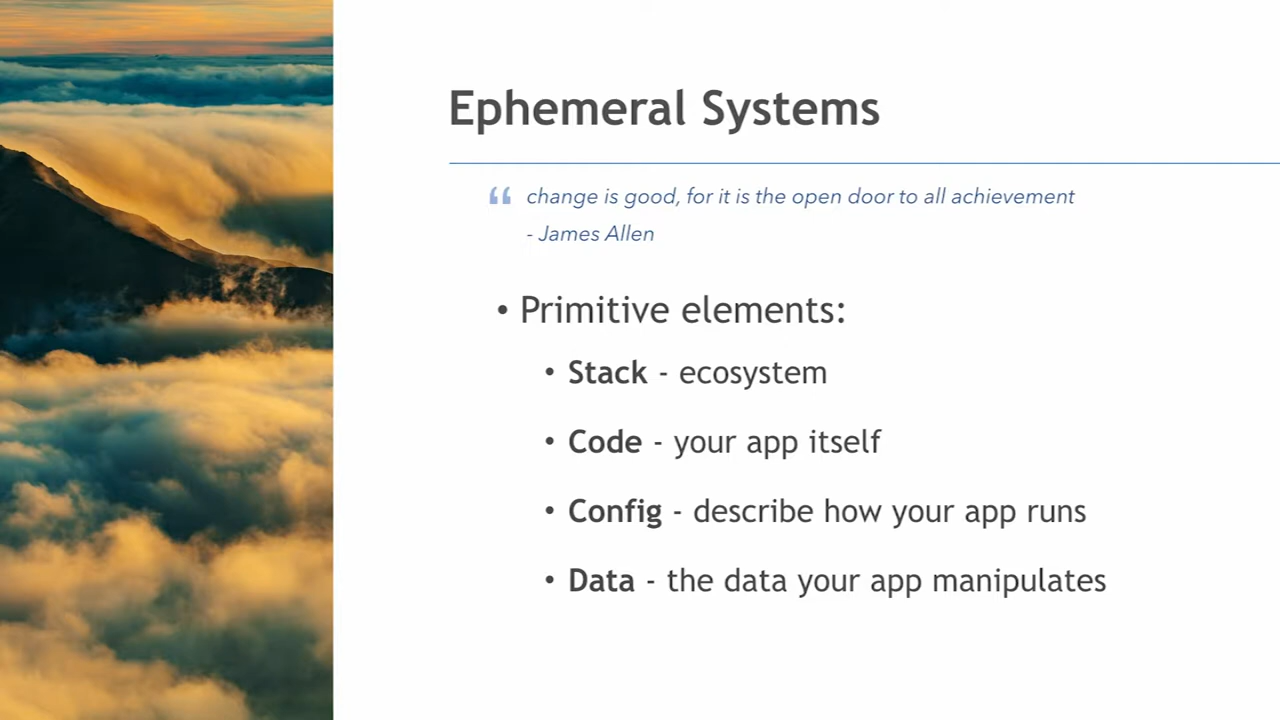 Ephemeral Systems
“ change is good, for it is the open door to all achievement
- James Allen
• Primitive elements:
• Stack - ecosystem
• Code - your app itself
• Config - describe how your app runs
• Data - the data your app manipulates